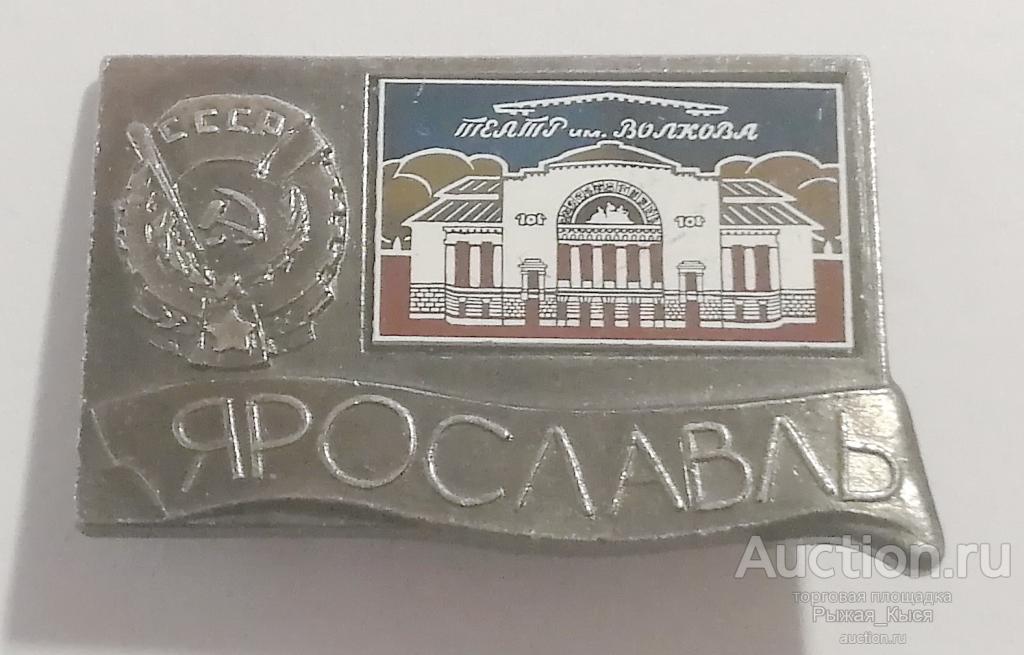 СССР
ТЕАТР им. ВОЛКОВА
ЯРОСЛАВЛЬ
Auction.ru
торговая площадка
Рыжая_Кыся
auction.ru